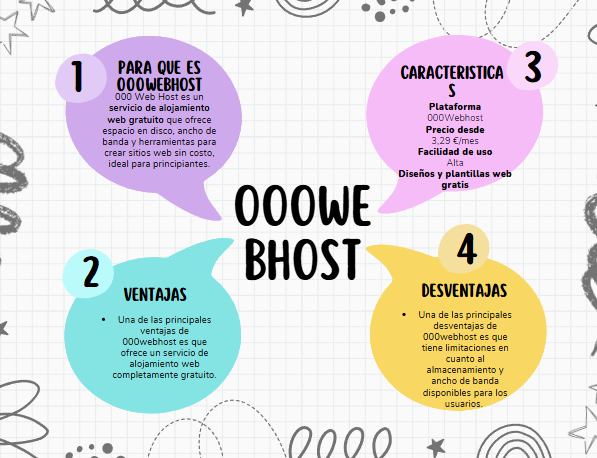 1
PARA QUE ES
000WEBHOST
000 Web Host es un
servicio de alojamiento
web gratuito que ofrece
espacio en disco, ancho de
banda y herramientas para
crear sitios web sin costo,
ideal para principiantes.
3
CARACTERISTICA
S
Plataforma
000Webhost
Precio desde
3,29 €/mes
Facilidad de uso
Alta
Diseños y plantillas web
gratis
000WE
BHOST
2
VENTAJAS
• Una de las principales
ventajas de
000webhost es que
ofrece un servicio de
alojamiento web
completamente gratuito.
4
DESVENTAJAS
• Una de las principales
desventajas de
000webhost es que
tiene limitaciones en
cuanto al
almacenamiento y
ancho de banda
disponibles para los
usuarios.